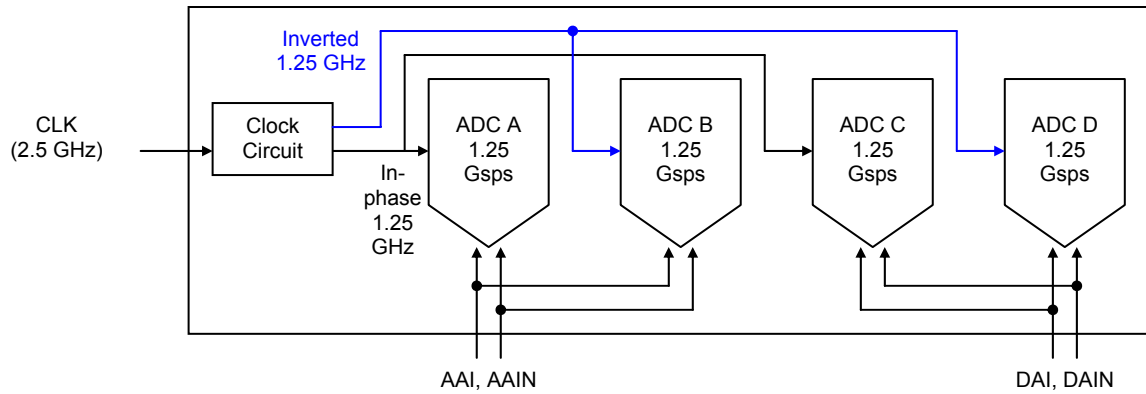 Inverted
1.25 GHz
CLK
(2.5 GHz)
Clock
Circuit
In-
phase
1.25
GHz
ADC A
1.25
Gsps
ADC B
1.25
Gsps
ADC C
1.25
Gsps
ADC D
1.25
Gsps
AAI, AAIN
DAI, DAIN